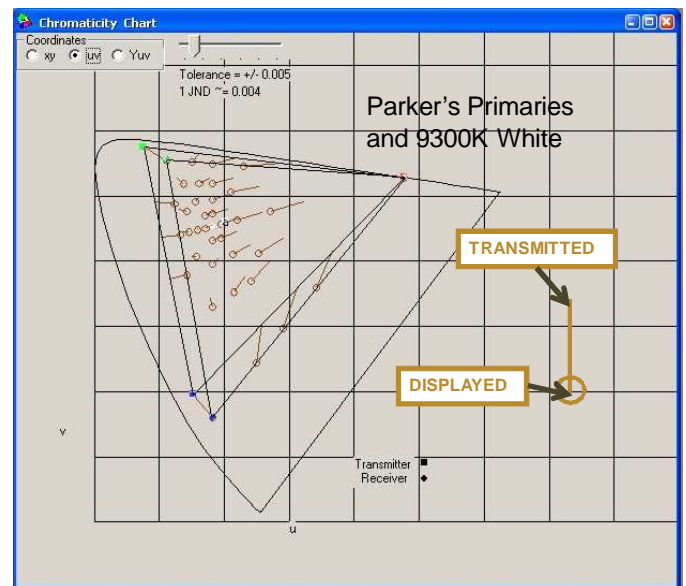 Chromaticity Chart
Coordinates
xy uv Yuv
Tolerance = +/- 0.005
1 JND ~= 0.004
Parker's Primaries
and 9300K White
TRANSMITTED
DISPLAYED
v
Transmitter
Receiver
u